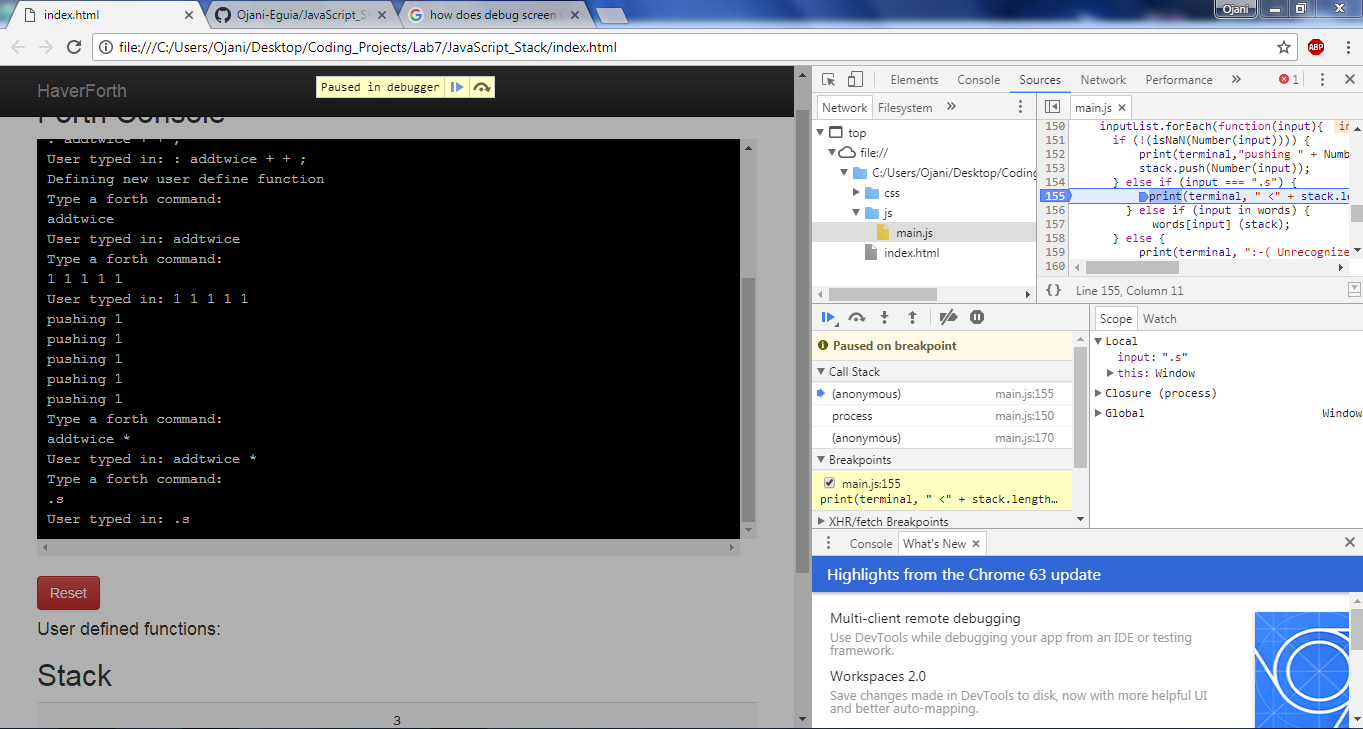 index.html
Ojani-Eguia/JavaScript_S
how does debug screen
Ojani
file:///C:/Users/Ojani/Desktop/Coding_Projects/Lab7/JavaScript_Stack/index.html
ABP
HaverForth
Paused in debugger
Forth Console
: addtwice + + ;
User typed in: : addtwice + + ;
Defining new user define function
Type a forth command:
addtwice
User typed in: addtwice
Type a forth command:
1 1 1 1 1
User typed in: 1 1 1 1 1
pushing 1
pushing 1
pushing 1
pushing 1
pushing 1
Type a forth command:
addtwice *
User typed in: addtwice *
Type a forth command:
.s
User typed in: .s
Reset
User defined functions:
Stack
3
Elements Console Sources Network Performance » 1
Network Filesystem »
top
file://
C:/Users/Ojani/Desktop/Coding
css
js
main.js
index.html
main.js
150 inputList.forEach(function(input){ in
151 if (!(isNaN(Number(input)))) {
152 print(terminal,"pushing " + Numb
153 stack.push(Number(input));
154 } else if (input === ".s") {
155 print(terminal, " <" + stack.le
156 } else if (input in words) {
157 words[input] (stack);
158 } else {
159 print(terminal, ":-( Unrecognize
160
{} Line 155, Column 11
Paused on breakpoint
Call Stack
(anonymous) main.js:155
process main.js:150
(anonymous) main.js:170
Breakpoints
main.js:155
print(terminal, " <" + stack.length…
XHR/fetch Breakpoints
Scope Watch
Local
input: ".s"
this: Window
Closure (process)
Global Window
Console What's New
Highlights from the Chrome 63 update
Multi-client remote debugging
Use DevTools while debugging your app from an IDE or testing
framework.
Workspaces 2.0
Save changes made in DevTools to disk, now with more helpful UI
and better auto-mapping.